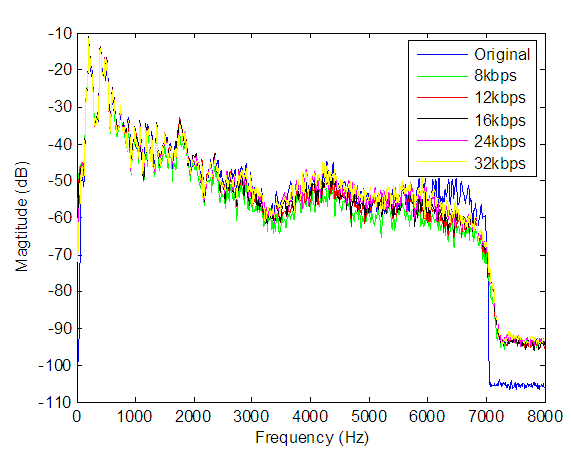 -10
-20
-30
-40
-50
-60
-70
-80
-90
-100
-110
Magtitude (dB)
Original
8kbps
12kbps
16kbps
24kbps
32kbps
0 1000 2000 3000 4000 5000 6000 7000 8000
Frequency (Hz)